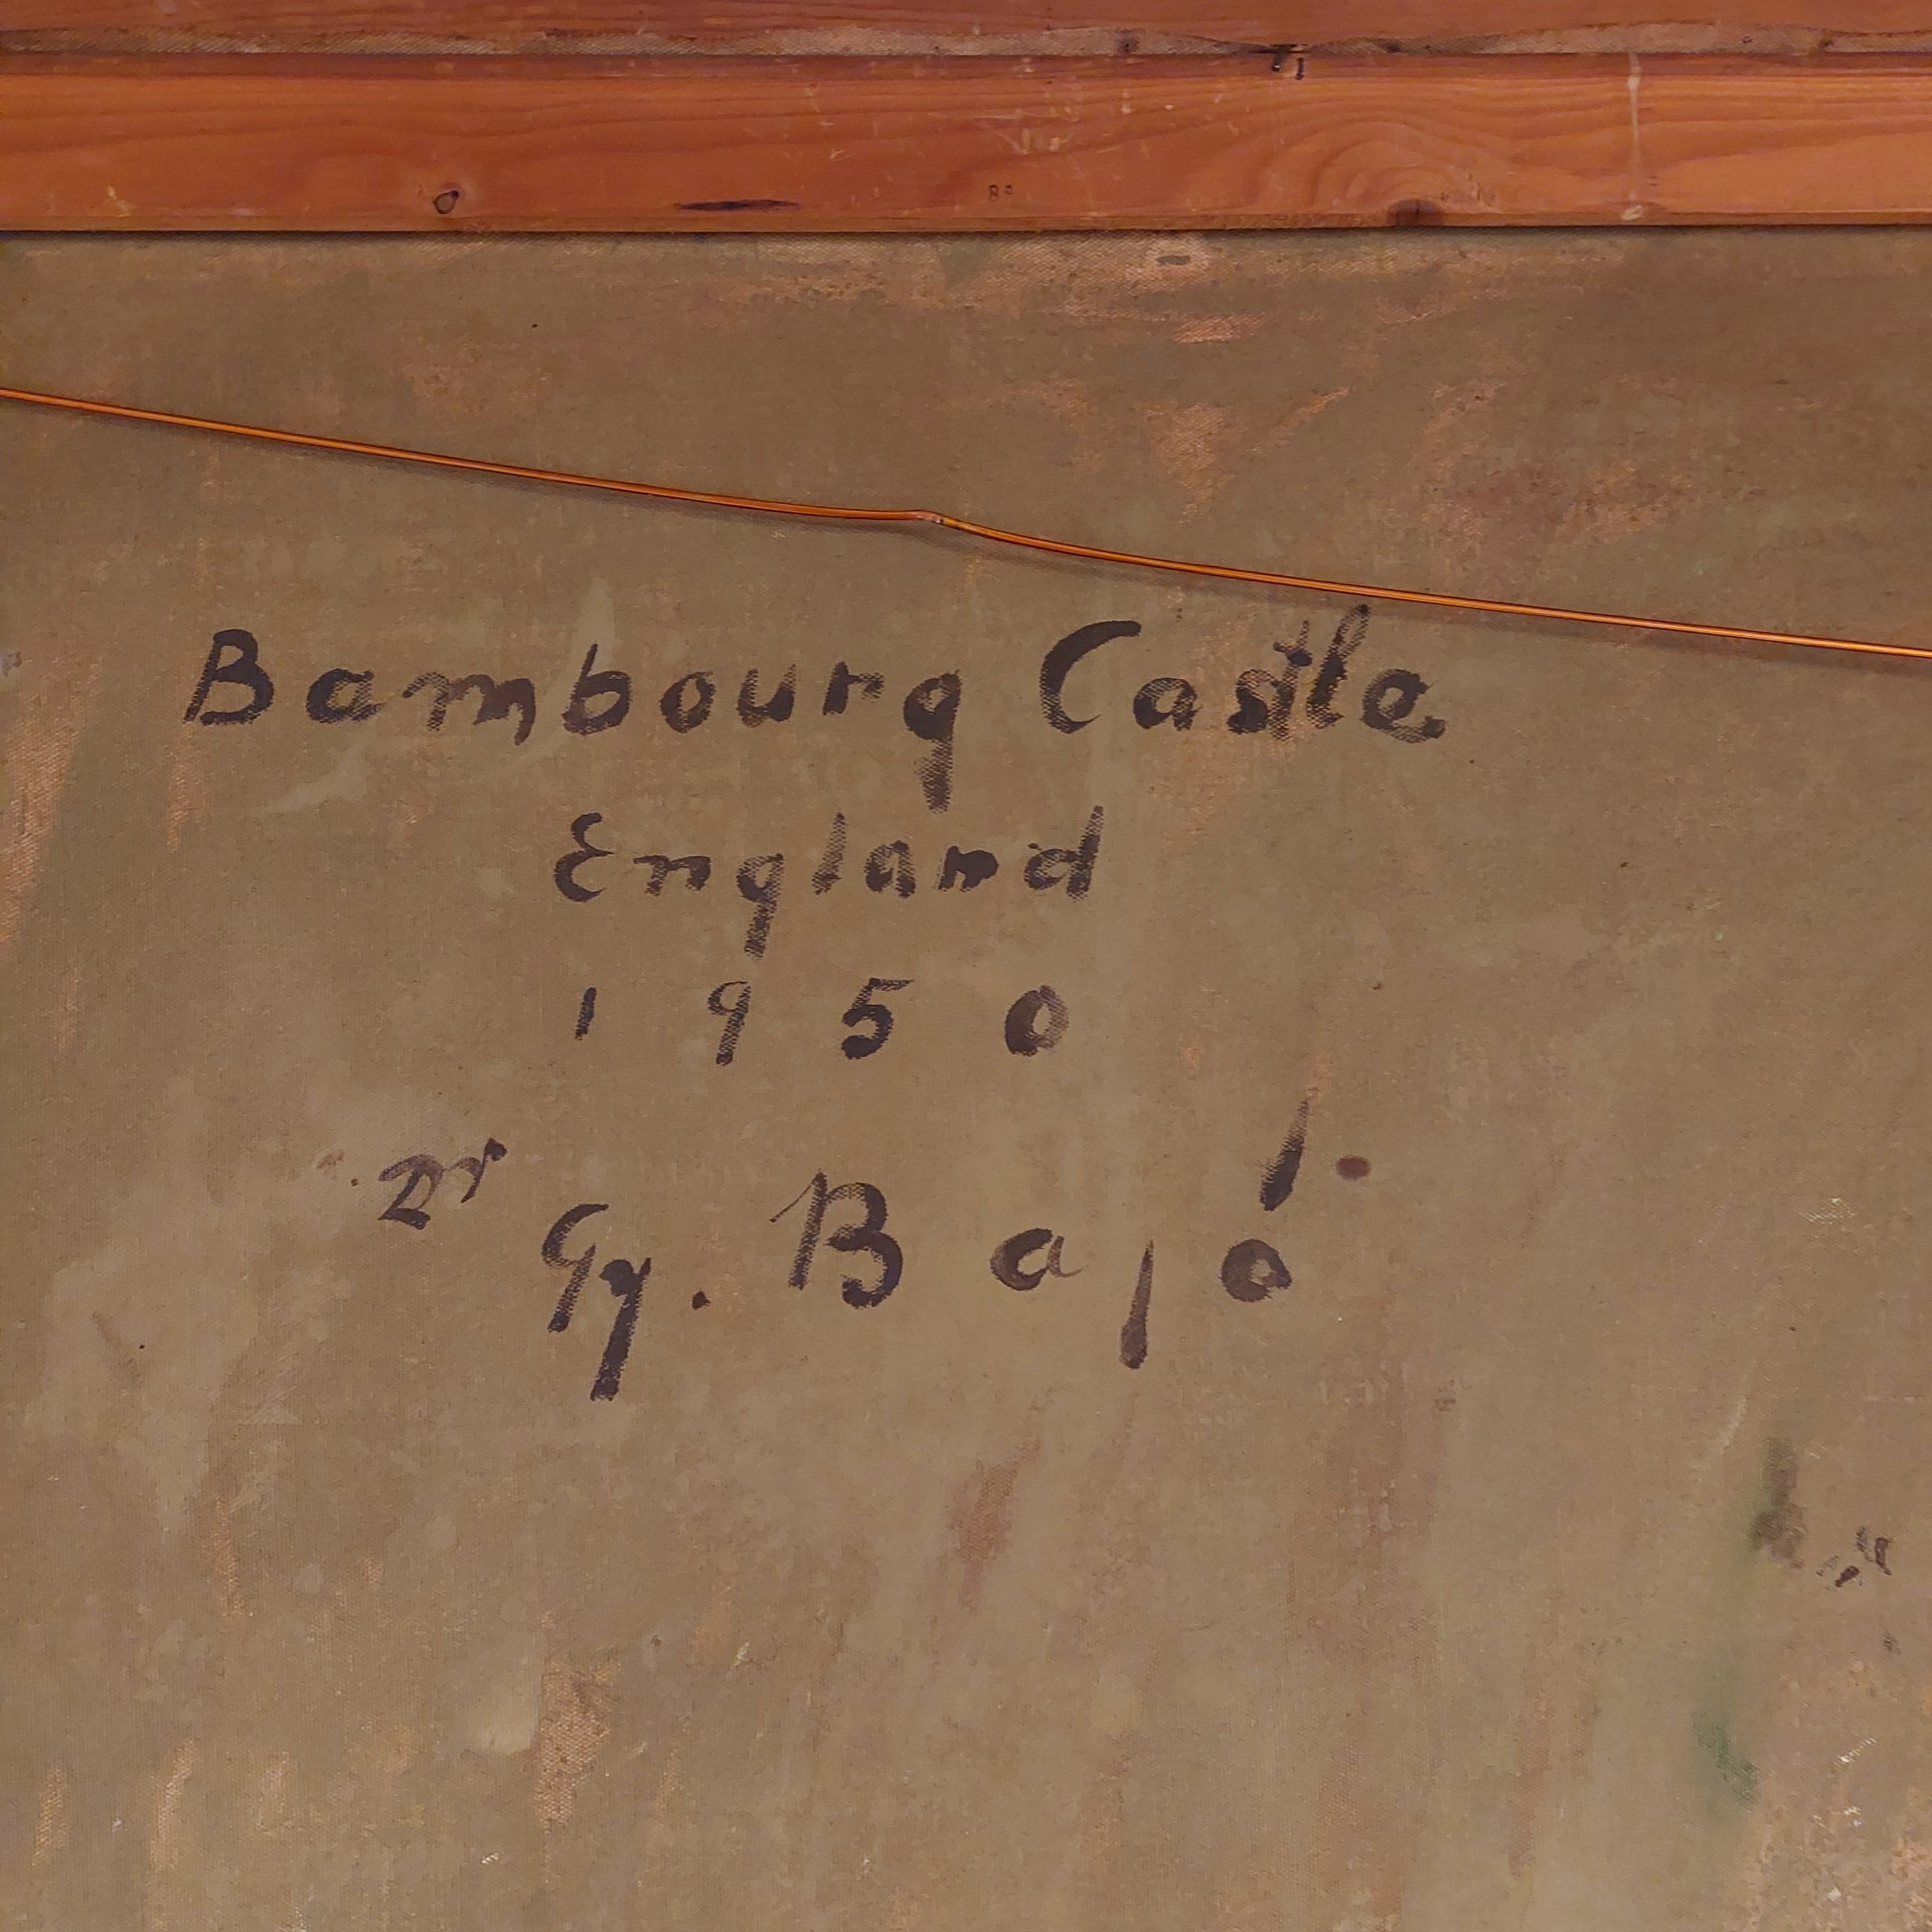 Bambourg Castle
England
1950
Dr Gy. Bajó.